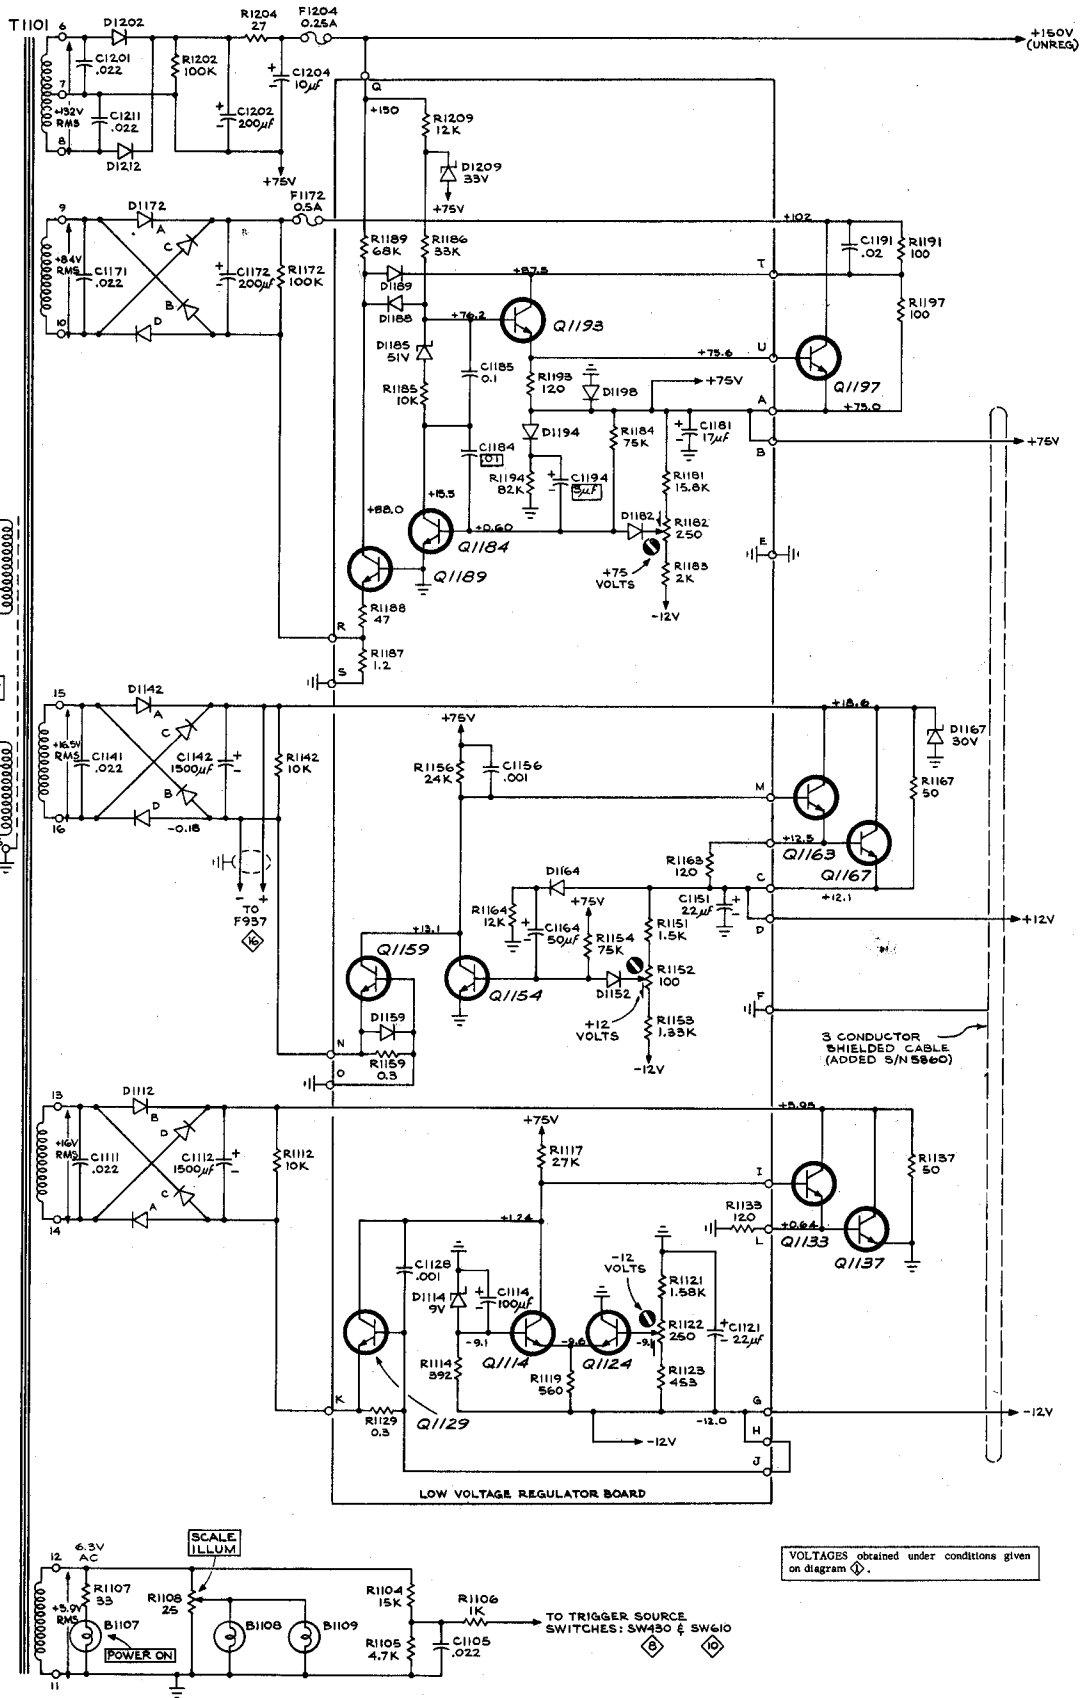 T1101
6
D1202
R1204
27
F1204
0.25A
+150V
(UNREG)
C1201
.022
R1202
100K
+
-
C1204
10µf
Q
+150
7
+132V
RMS
C1211
.022
+
-
C1202
200µf
R1209
12K
8
D1212
+75V
D1209
33V
+75V
9
D1172
A
F1172
0.5A
+102
+84V
RMS
C
C1171
.022
+
-
C1172
200µf
R1172
100K
R1189
68K
R1186
33K
C1191
.02
R1191
100
+87.5
T
D1189
B
10
D
D1188
+76.2
Q1193
R1197
100
D1185
51V
+75.6
U
C1185
0.1
R1193
120
D1198
+75V
Q1197
R1185
10K
A
+75.0
D1194
R1184
75K
+
-
C1181
17µf
B
+75V
C1184
.01
R1194
82K
+
-
C1194
5µf
R1181
15.8K
+15.5
+88.0
+0.60
D1182
R1182
250
Q1184
E
Q1189
+75
VOLTS
R1183
2K
-12V
R1188
47
R
R1187
1.2
S
15
D1142
A
+18.6
+75V
+16.5V
RMS
C
C1141
.022
C1142
1500µf
+
-
R1142
10K
R1156
24K
C1156
.001
D1167
30V
R1167
50
M
B
16
D
-0.18
+12.5
Q1163
Q1167
R1163
120
D1164
C
+12.1
- +
TO
F937
16
R1164
12K
+
-
C1164
50µf
+75V
R1154
75K
C1151
22µf
+
-
D
+12V
R1151
1.5K
Q1159
+13.1
Q1154
D1152
R1152
100
F
D1159
+12
VOLTS
R1153
1.33K
3 CONDUCTOR
SHIELDED CABLE
(ADDED S/N 5860)
N
R1159
0.3
-12V
O
13
D1112
B
+5.95
+75V
+16V
RMS
D
C1111
.022
C1112
1500µf
+
-
R1112
10K
R1117
27K
R1137
50
I
C
A
14
R1133
120
+1.24
L
+0.64
Q1133
Q1137
C1128
.001
-12
VOLTS
D1114
9V
+
-
C1114
100µf
R1121
1.58K
R1122
250
+
-
C1121
22µf
-9.1
-9.6
-9.1
R1114
392
Q1114
Q1124
R1119
560
R1123
453
K
R1129
0.3
Q1129
-12.0
G
-12V
-12V
H
J
LOW VOLTAGE REGULATOR BOARD
12
6.3V
AC
SCALE
ILLUM
VOLTAGES obtained under conditions given
on diagram 1.
R1107
33
R1108
25
R1104
15K
R1106
1K
+5.9V
RMS
B1107
B1108
B1109
TO TRIGGER SOURCE
SWITCHES: SW430 & SW610
8
10
POWER ON
R1105
4.7K
C1105
.022
11